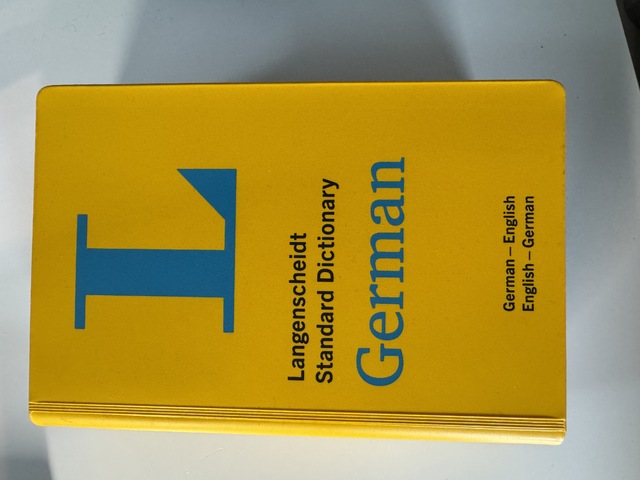 L
Langenscheidt
Standard Dictionary
German
German – English
English – German